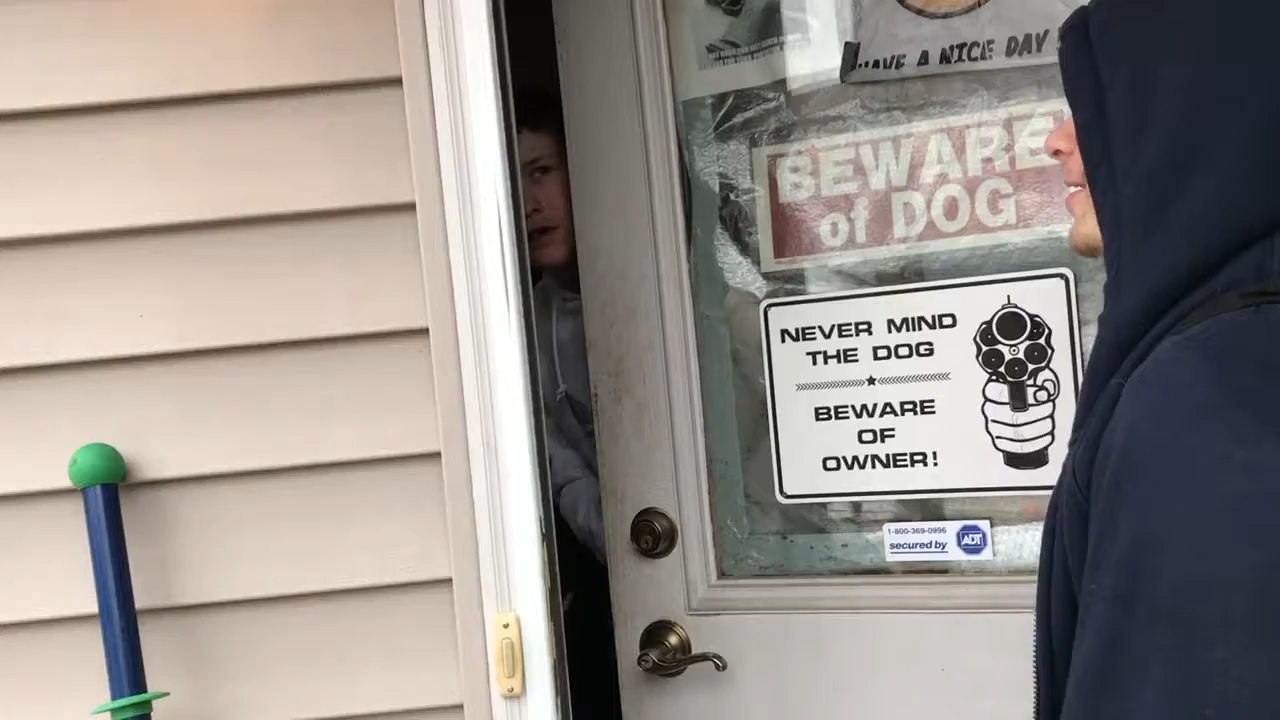 HAVE A NICE DAY
BEWARE
of DOG
NEVER MIND
THE DOG
BEWARE
OF
OWNER!
1-800-369-0996
secured by
ADT